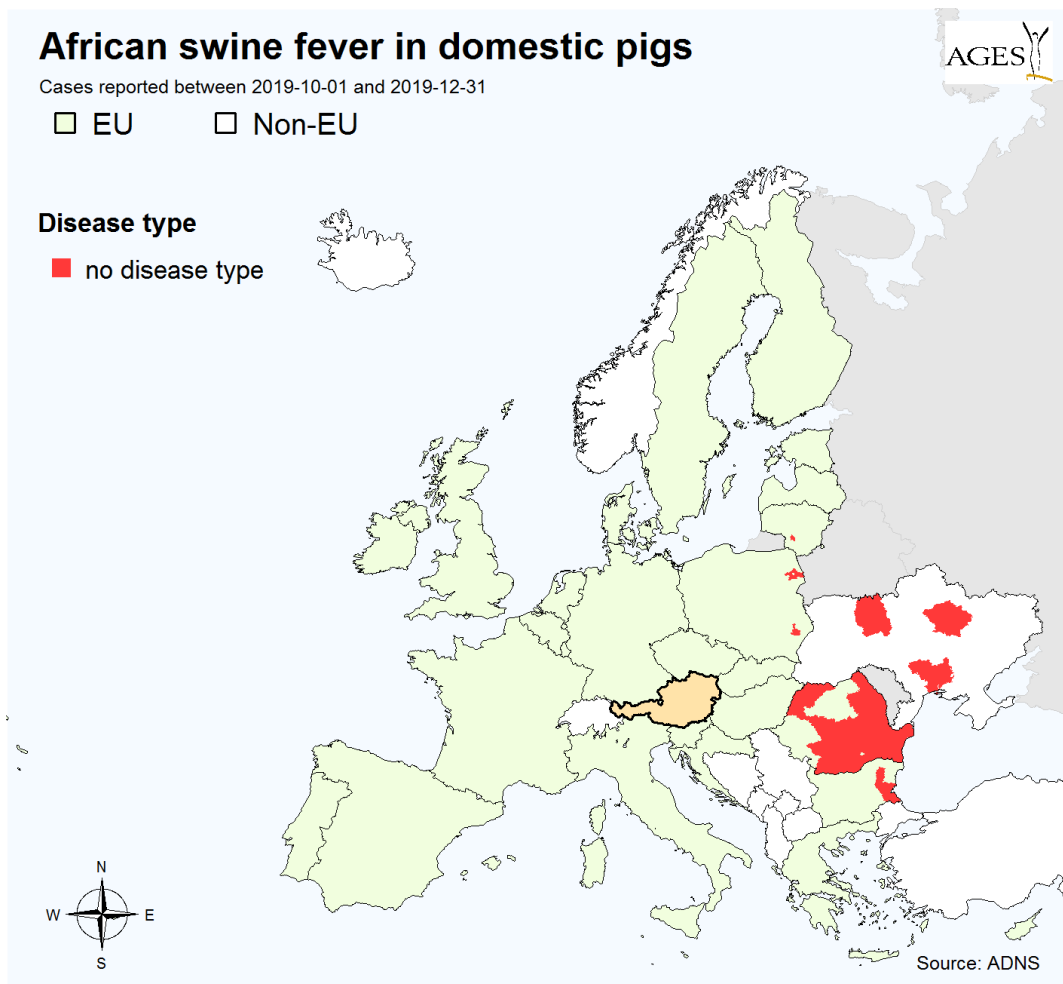 African swine fever in domestic pigs
Cases reported between 2019-10-01 and 2019-12-31
EU Non-EU
AGES
Disease type
no disease type
N
W E
S
Source: ADNS